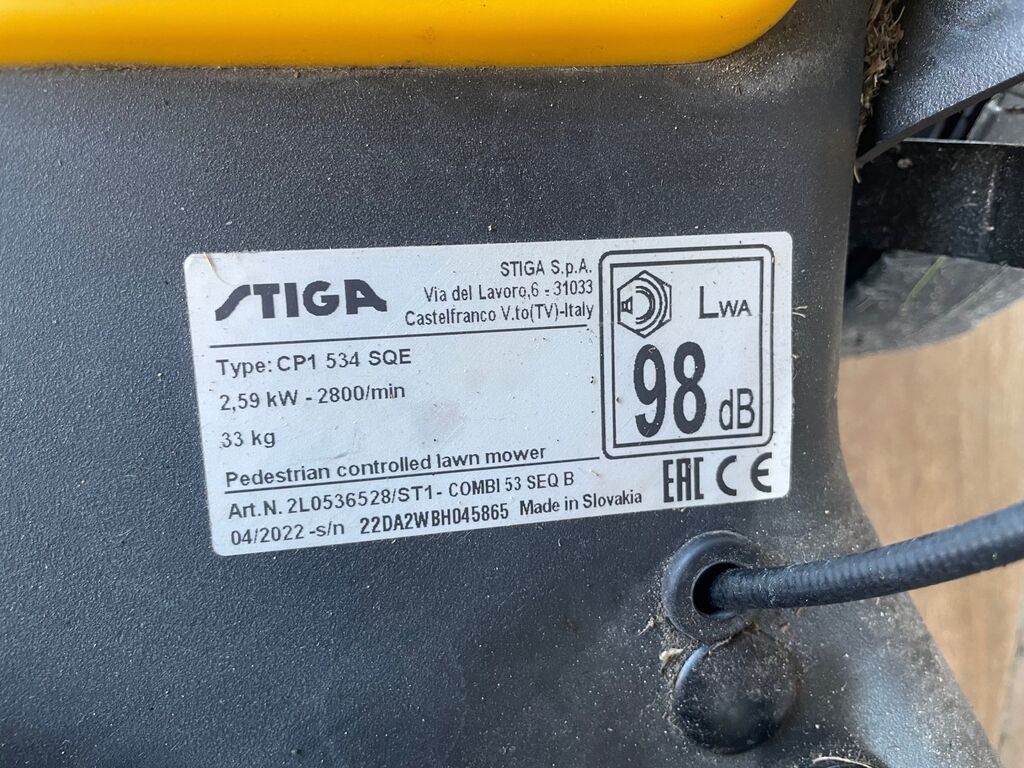 STIGA
STIGA S.p.A.
Via del Lavoro,6 - 31033
Castelfranco V.to(TV)-Italy
Type: CP1 534 SQE
2,59 kW - 2800/min
33 kg
Pedestrian controlled lawn mower
Art.N. 2L0536528/ST1- COMBI 53 SEQ B
04/2022 -s/n 22DA2WBH045865 Made in Slovakia
LWA
98 dB
EAC CE